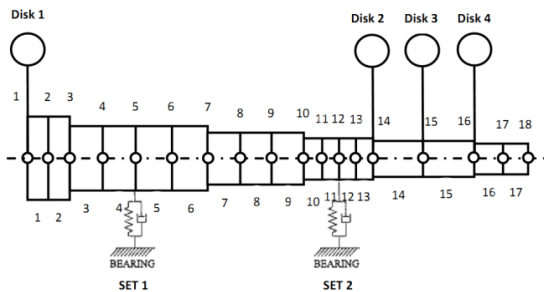 Disk 1 Disk 2 Disk 3 Disk 4
1 2 3 4 5 6 7 8 9 10 11 12 13 14 15 16 17 18
1 2 3 4 5 6 7 8 9 10 11 12 13 14 15 16 17
BEARING BEARING
SET 1 SET 2